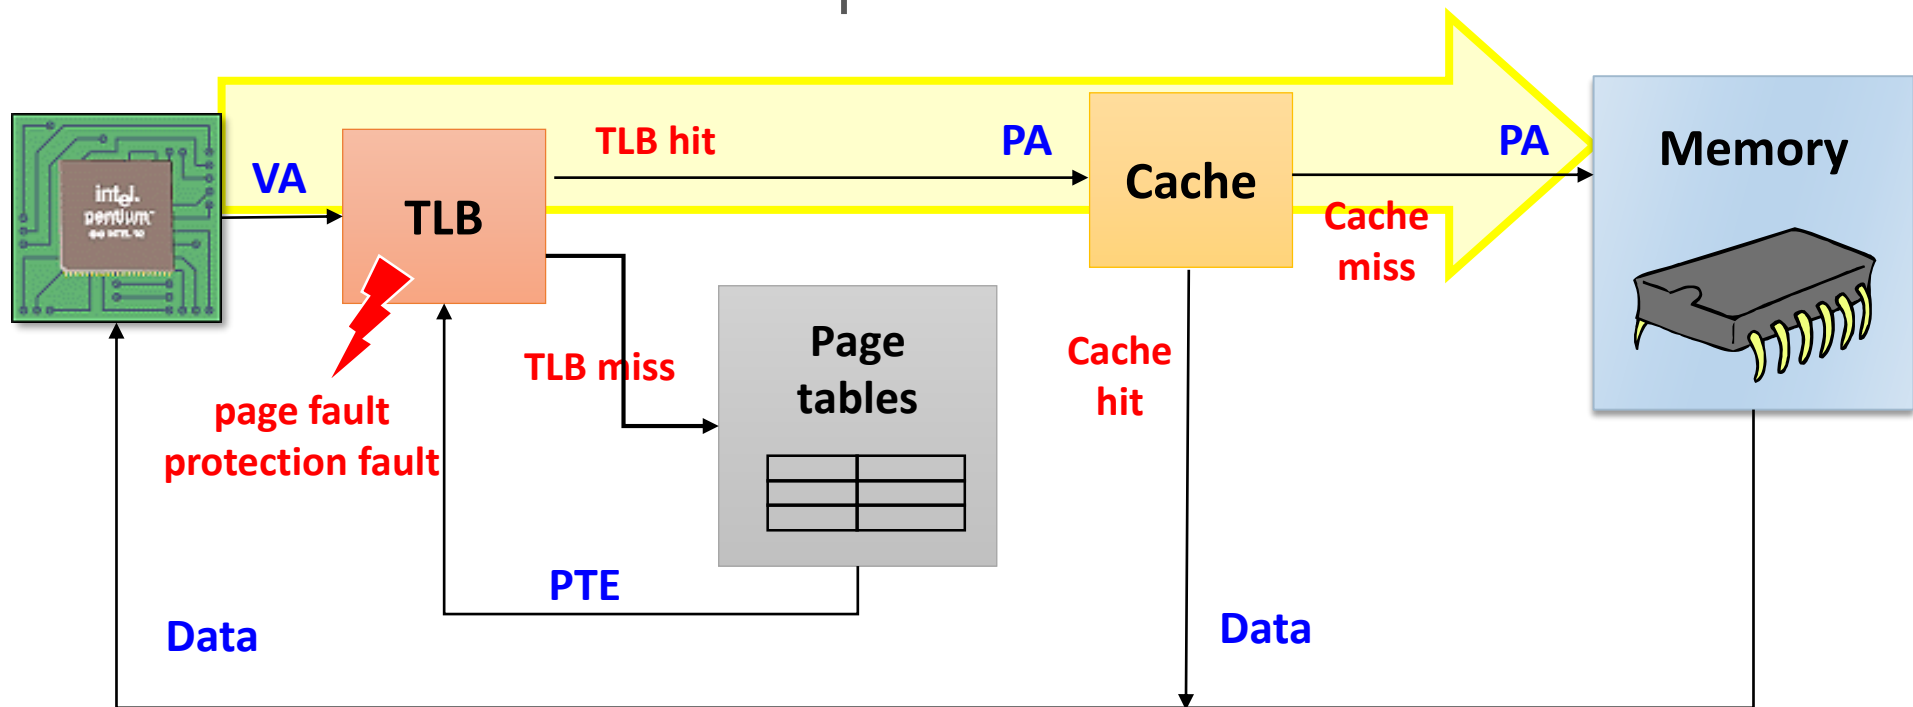 TLB hit
PA
PA
Memory
VA
Cache
intel.
pentium
TLB
Cache
miss
Page
tables
TLB miss
Cache
hit
page fault
protection fault
PTE
Data
Data